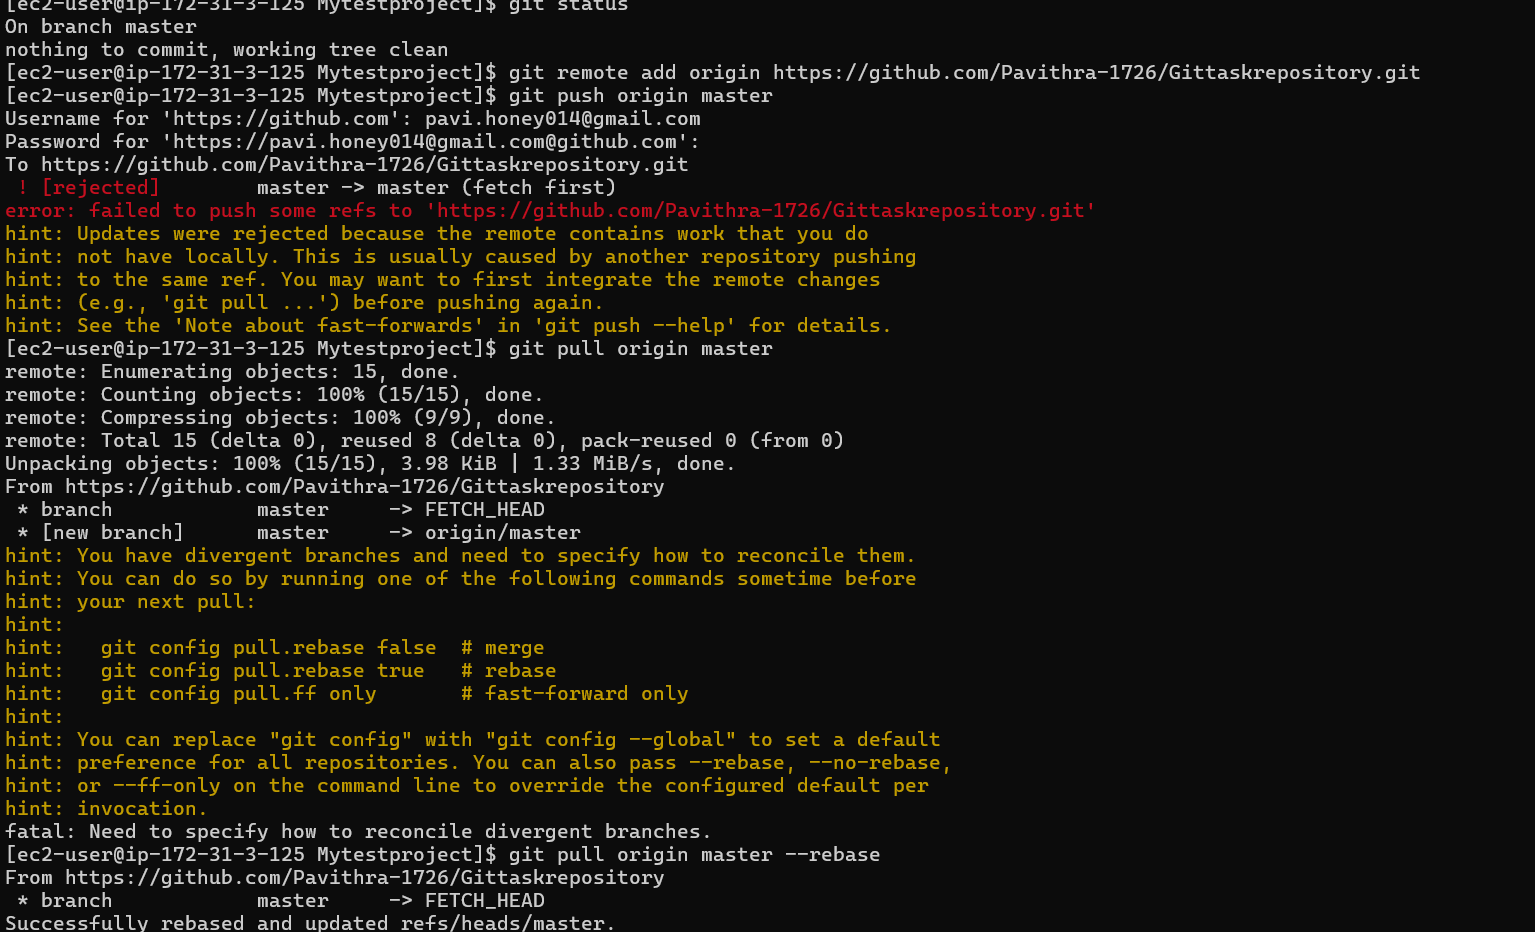 [ec2-user@ip-172-31-3-125 Mytestproject]$ git status
On branch master
nothing to commit, working tree clean
[ec2-user@ip-172-31-3-125 Mytestproject]$ git remote add origin https://github.com/Pavithra-1726/Gittaskrepository.git
[ec2-user@ip-172-31-3-125 Mytestproject]$ git push origin master
Username for 'https://github.com': pavi.honey014@gmail.com
Password for 'https://pavi.honey014@gmail.com@github.com':
To https://github.com/Pavithra-1726/Gittaskrepository.git
 ! [rejected]        master -> master (fetch first)
error: failed to push some refs to 'https://github.com/Pavithra-1726/Gittaskrepository.git'
hint: Updates were rejected because the remote contains work that you do
hint: not have locally. This is usually caused by another repository pushing
hint: to the same ref. You may want to first integrate the remote changes
hint: (e.g., 'git pull ...') before pushing again.
hint: See the 'Note about fast-forwards' in 'git push --help' for details.
[ec2-user@ip-172-31-3-125 Mytestproject]$ git pull origin master
remote: Enumerating objects: 15, done.
remote: Counting objects: 100% (15/15), done.
remote: Compressing objects: 100% (9/9), done.
remote: Total 15 (delta 0), reused 8 (delta 0), pack-reused 0 (from 0)
Unpacking objects: 100% (15/15), 3.98 KiB | 1.33 MiB/s, done.
From https://github.com/Pavithra-1726/Gittaskrepository
 * branch            master     -> FETCH_HEAD
 * [new branch]      master     -> origin/master
hint: You have divergent branches and need to specify how to reconcile them.
hint: You can do so by running one of the following commands sometime before
hint: your next pull:
hint:
hint:   git config pull.rebase false  # merge
hint:   git config pull.rebase true   # rebase
hint:   git config pull.ff only       # fast-forward only
hint:
hint: You can replace "git config" with "git config --global" to set a default
hint: preference for all repositories. You can also pass --rebase, --no-rebase,
hint: or --ff-only on the command line to override the configured default per
hint: invocation.
fatal: Need to specify how to reconcile divergent branches.
[ec2-user@ip-172-31-3-125 Mytestproject]$ git pull origin master --rebase
From https://github.com/Pavithra-1726/Gittaskrepository
 * branch            master     -> FETCH_HEAD
Successfully rebased and updated refs/heads/master.